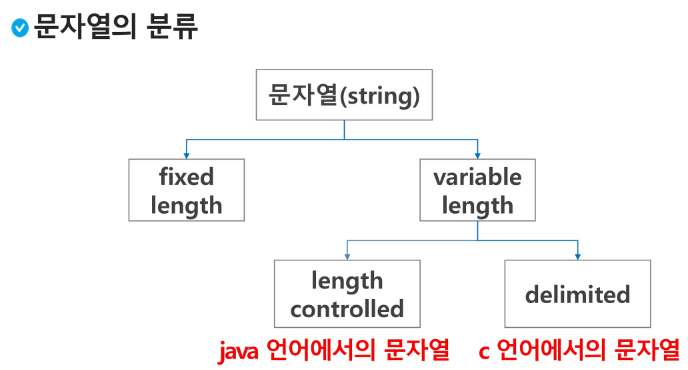 문자열의 분류
문자열(string)
fixed
length
variable
length
length
controlled
delimited
java 언어에서의 문자열
c 언어에서의 문자열